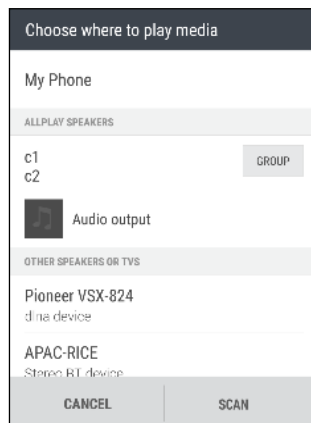 Choose where to play media
My Phone
ALLPLAY SPEAKERS
c1
c2
GROUP
Audio output
OTHER SPEAKERS OR TVS
Pioneer VSX-824
dlna device
APAC-RICE
Stereo BT device
CANCEL
SCAN